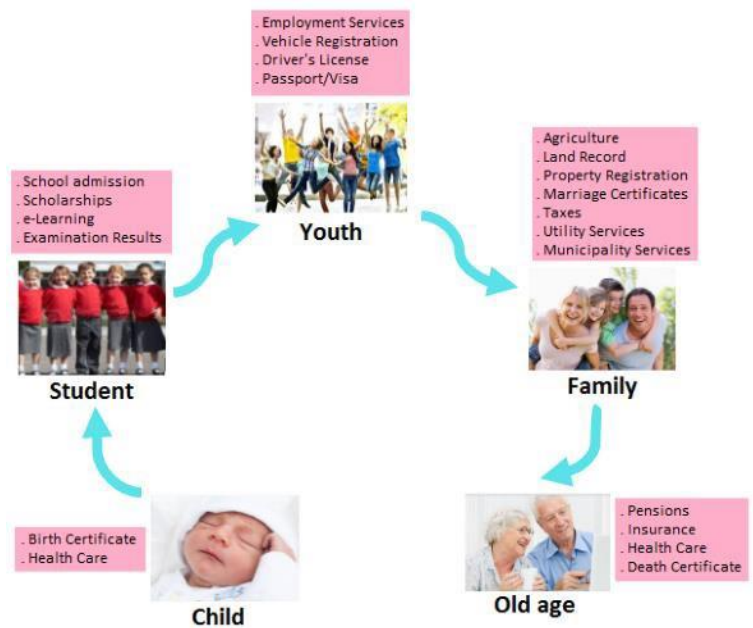 . Employment Services
. Vehicle Registration
. Driver's License
. Passport/Visa
Youth
. School admission
. Scholarships
. e-Learning
. Examination Results
Student
. Agriculture
. Land Record
. Property Registration
. Marriage Certificates
. Taxes
. Utility Services
. Municipality Services
Family
. Birth Certificate
. Health Care
Child
. Pensions
. Insurance
. Health Care
. Death Certificate
Old age